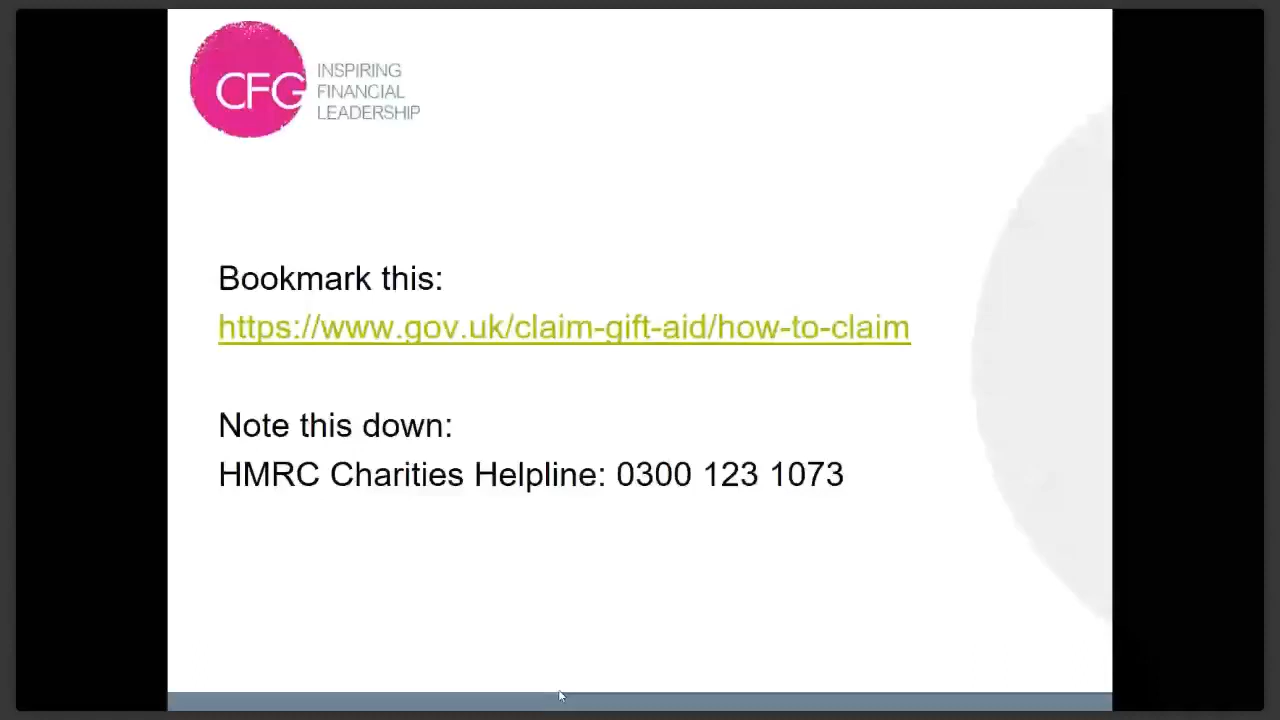 CFG
INSPIRING
FINANCIAL
LEADERSHIP
Bookmark this:
https://www.gov.uk/claim-gift-aid/how-to-claim
Note this down:
HMRC Charities Helpline: 0300 123 1073